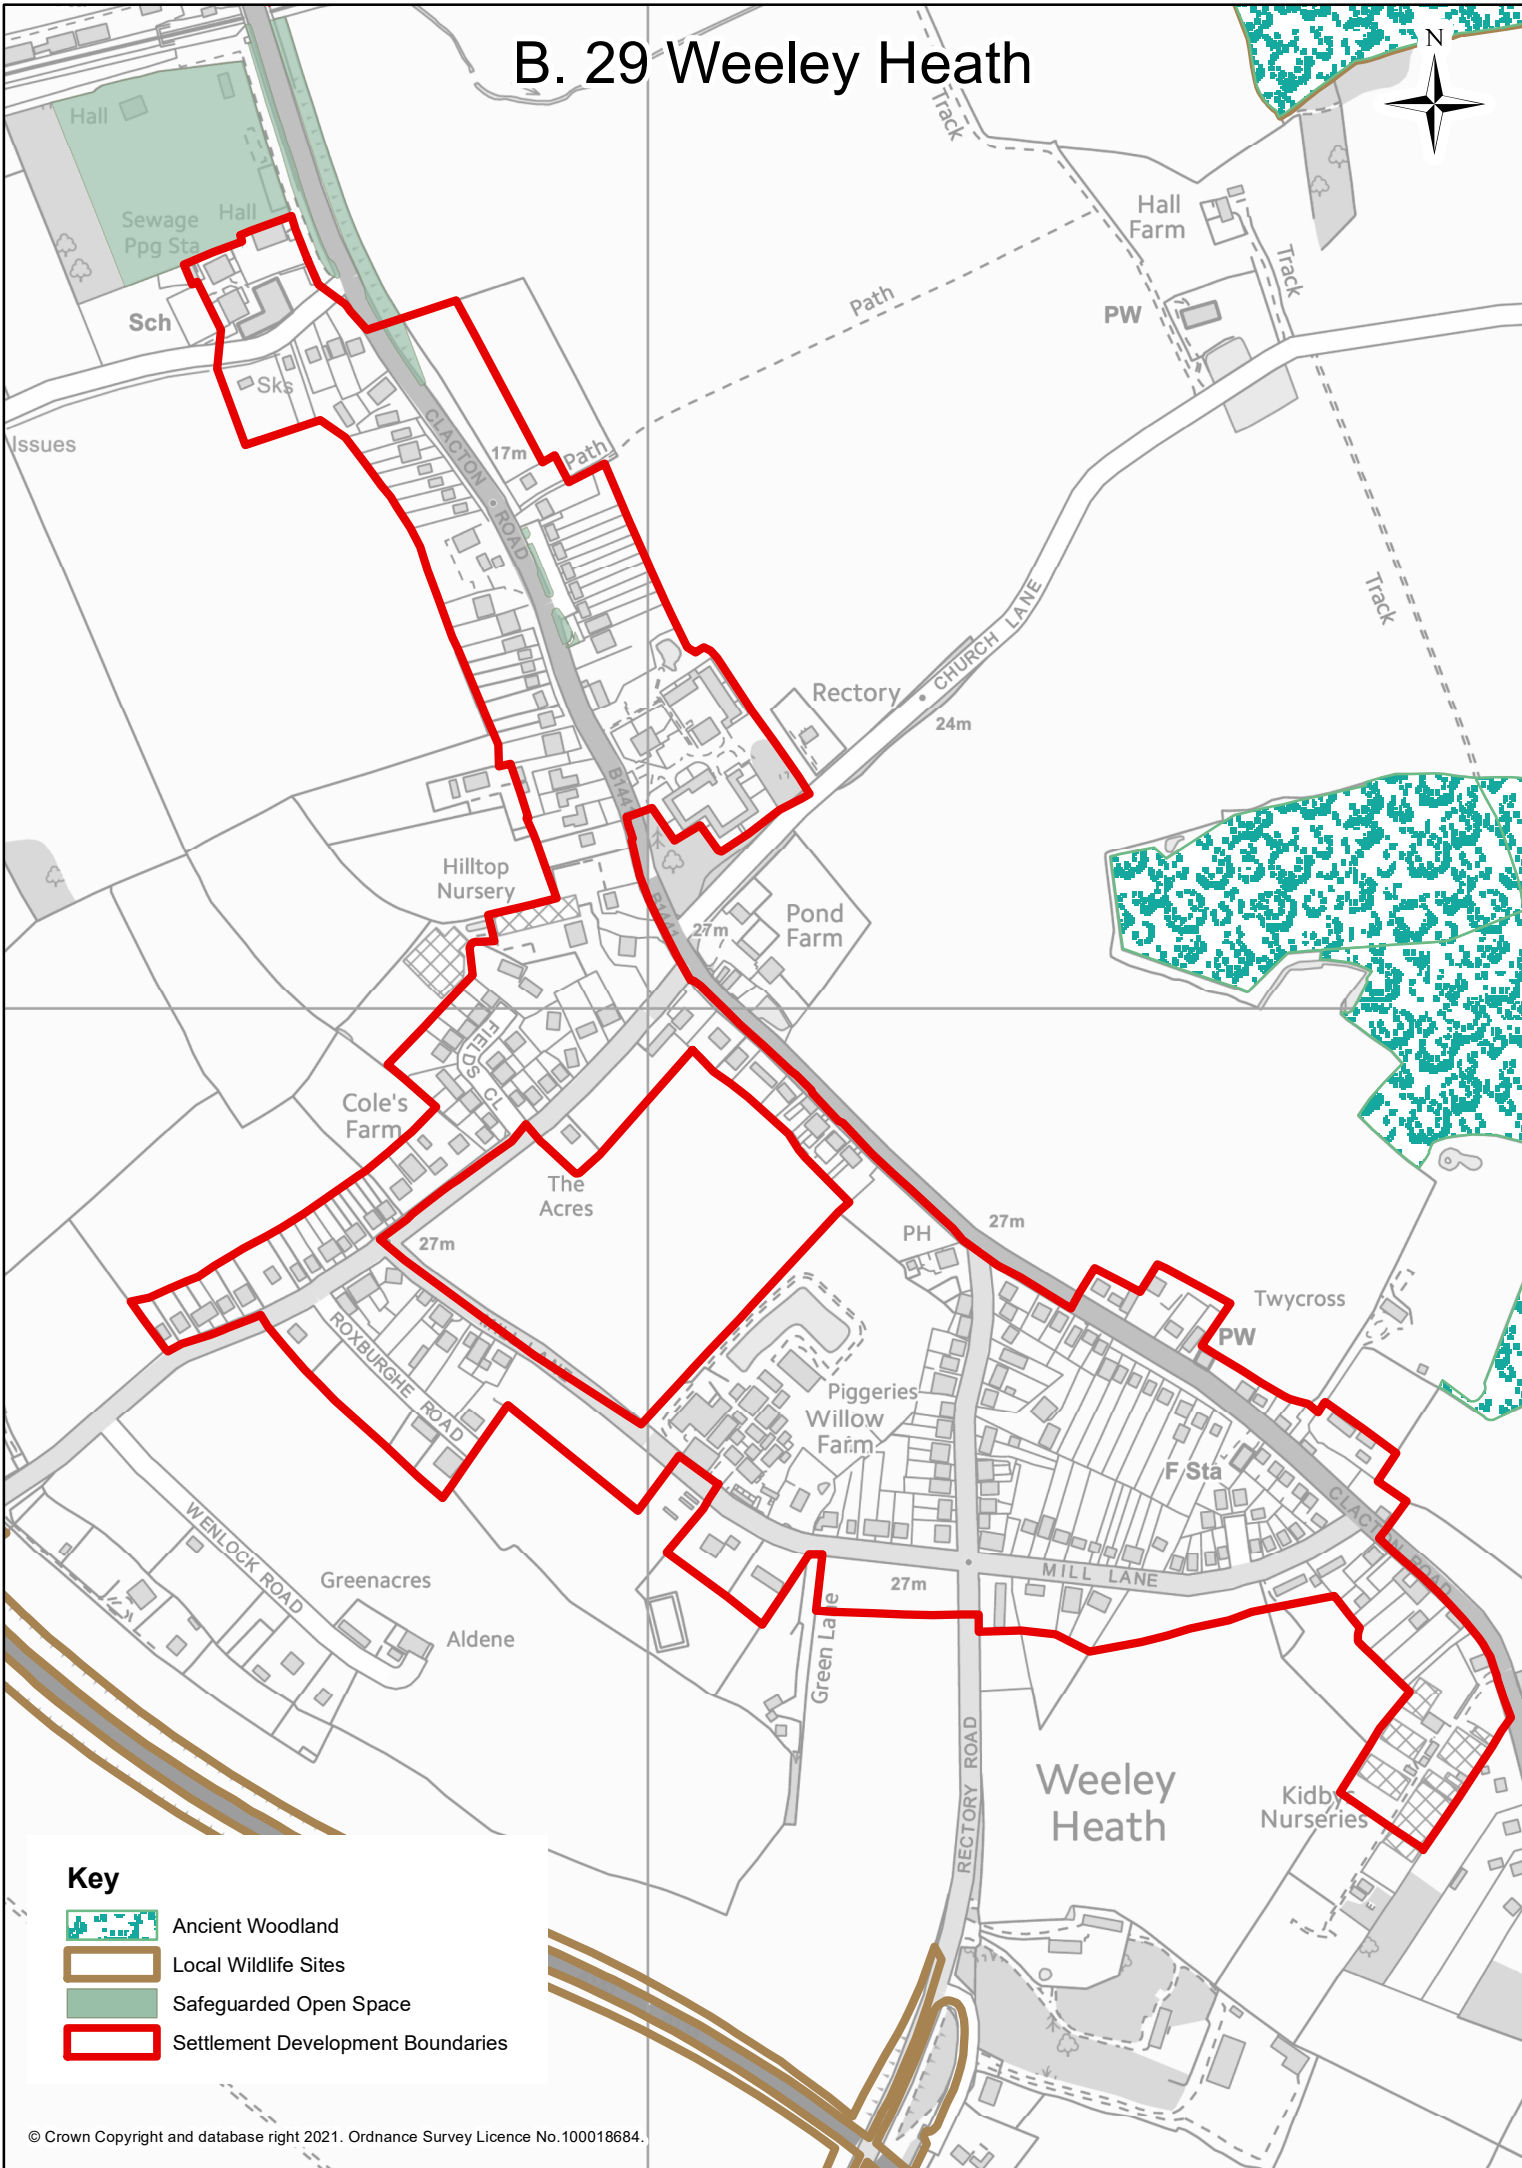 B. 29 Weeley Heath
N
Hall
Track
Sewage
Ppg Sta
Hall
Hall
Farm
Track
Path
PW
Sch
Sks
Issues
CLACTON ROAD
17m
Path
Track
CHURCH LANE
Rectory
24m
B1441
Hilltop
Nursery
B1441
27m
Pond
Farm
FIELDS CL
Cole's
Farm
The
Acres
27m
PH
27m
Twycross
PW
ROXBURGHE ROAD
MILL LANE
Piggeries
Willow
Farm
F Sta
CLACTON ROAD
WENLOCK ROAD
Greenacres
Aldene
27m
MILL LANE
Green Lane
RECTORY ROAD
Weeley
Heath
Kidbys
Nurseries
Key
Ancient Woodland
Local Wildlife Sites
Safeguarded Open Space
Settlement Development Boundaries
© Crown Copyright and database right 2021. Ordnance Survey Licence No.100018684.